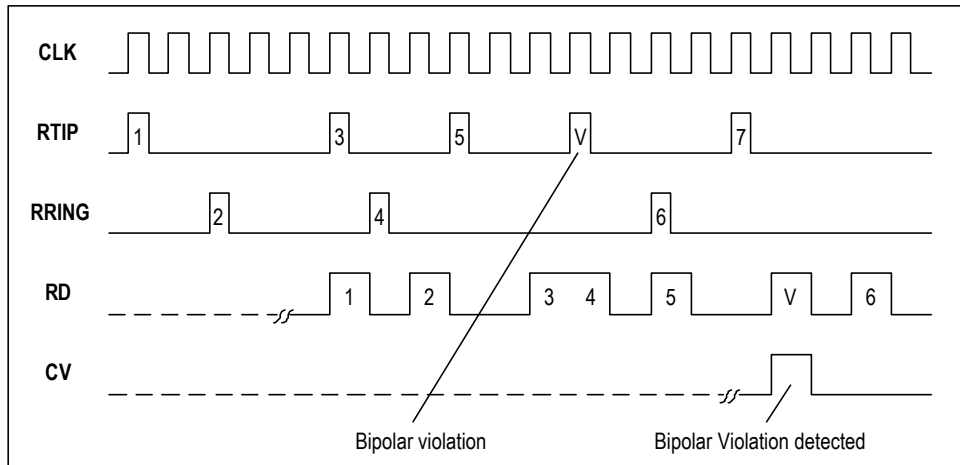 CLK
RTIP 1 3 5 V 7
RRING 2 4 6
RD 1 2 3 4 5 V 6
CV
Bipolar violation Bipolar Violation detected